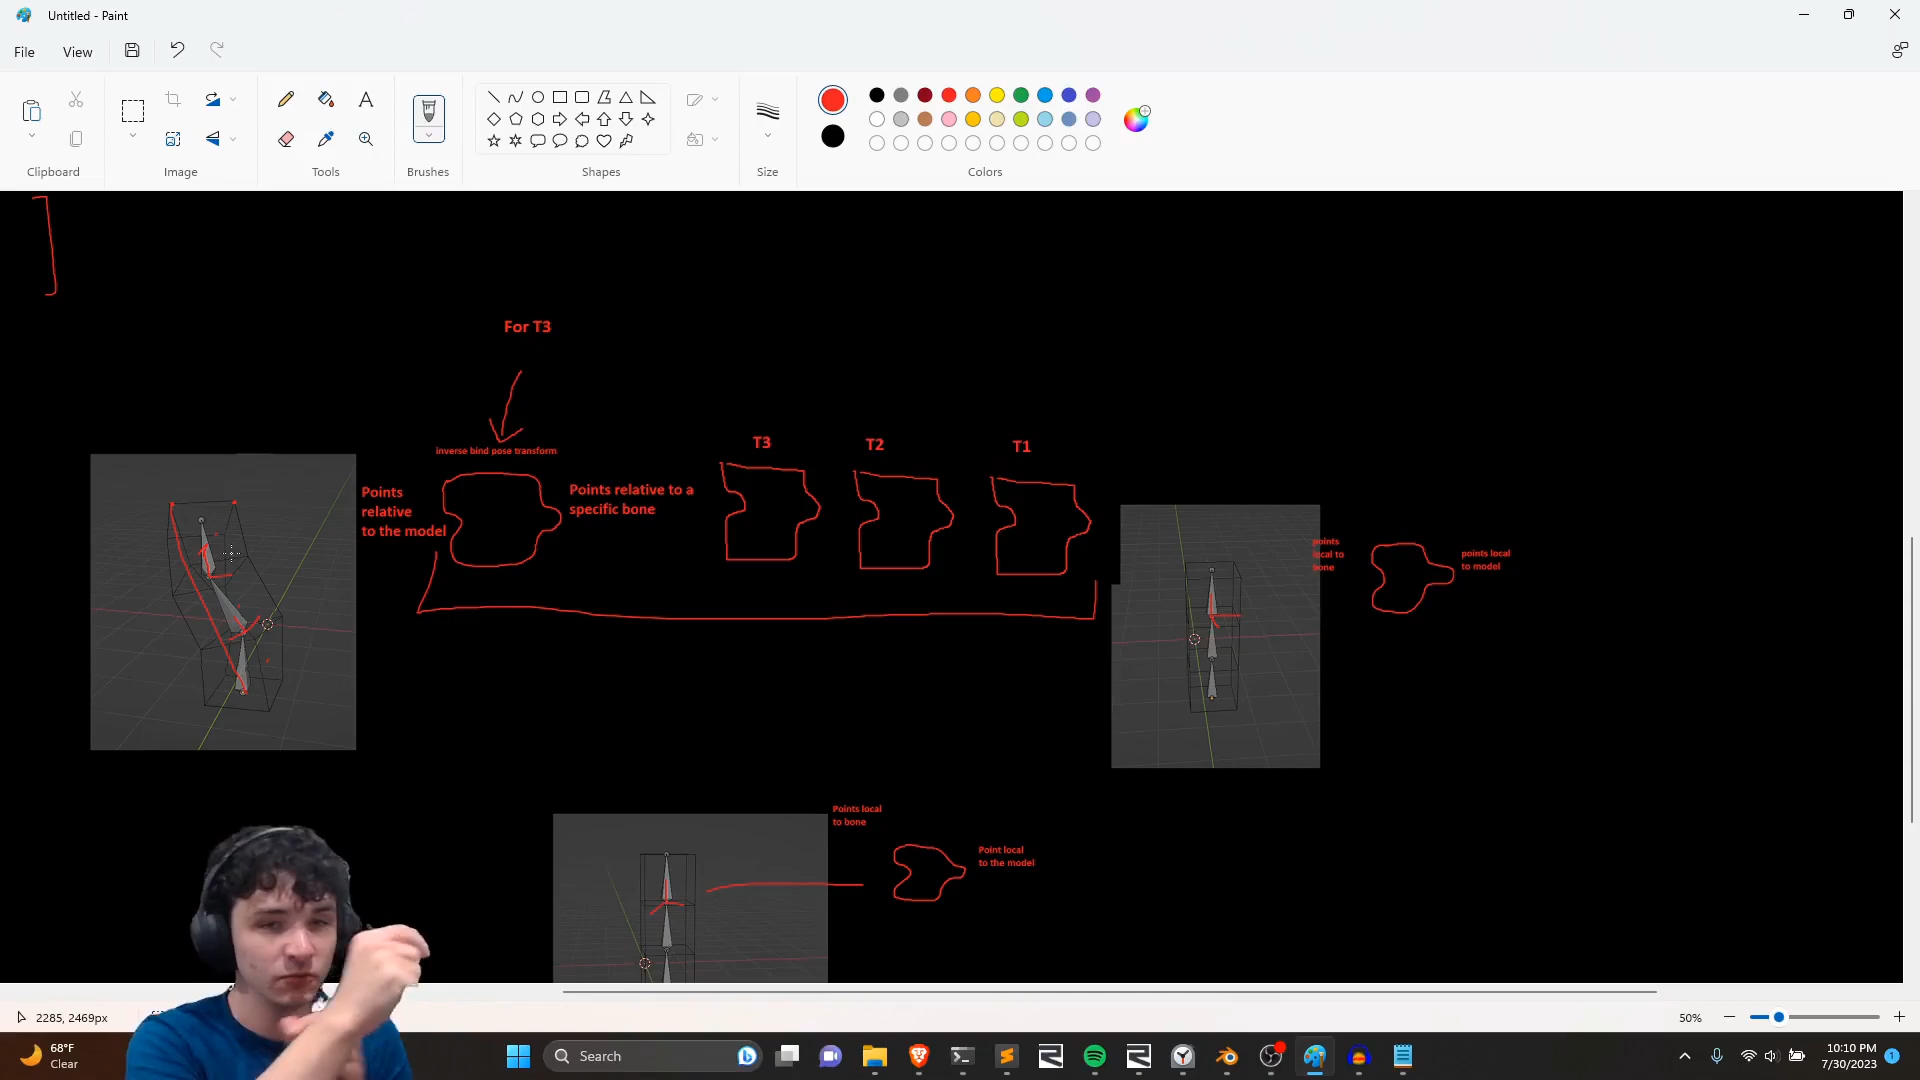 Untitled - Paint
File
View
Clipboard
Image
Tools
Brushes
Shapes
Size
Colors
For T3
inverse bind pose transform
T3
T2
T1
Points
relative
to the model
Points relative to a
specific bone
points
local to
bone
points local
to model
Points local
to bone
Point local
to the model
2285, 2469px
50%
68°F
Clear
Search
10:10 PM
7/30/2023
1